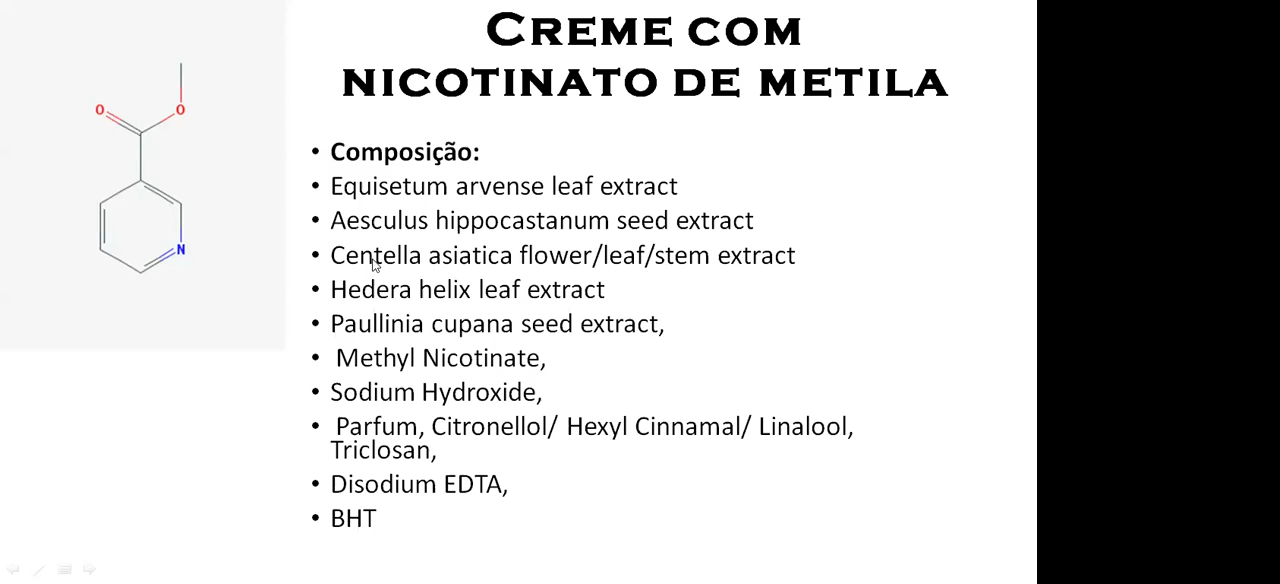 CREME COM
NICOTINATO DE METILA
O
O
N
• Composição:
• Equisetum arvense leaf extract
• Aesculus hippocastanum seed extract
• Centella asiatica flower/leaf/stem extract
• Hedera helix leaf extract
• Paullinia cupana seed extract,
• Methyl Nicotinate,
• Sodium Hydroxide,
• Parfum, Citronellol/ Hexyl Cinnamal/ Linalool,
Triclosan,
• Disodium EDTA,
• BHT